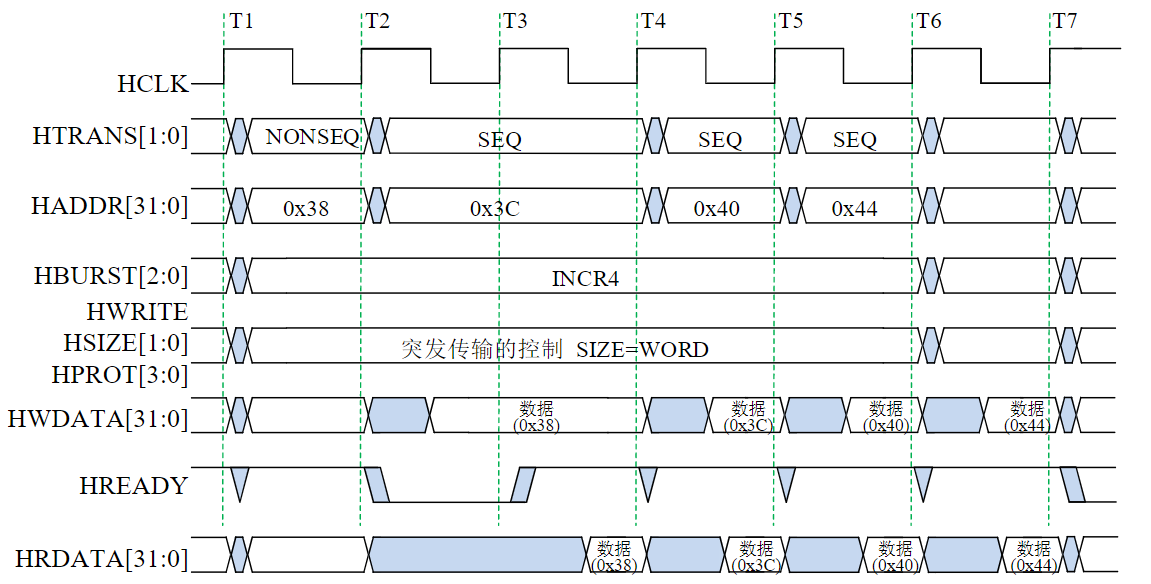 T1 T2 T3 T4 T5 T6 T7
HCLK
HTRANS[1:0] NONSEQ SEQ SEQ SEQ
HADDR[31:0] 0x38 0x3C 0x40 0x44
HBURST[2:0] INCR4
HWRITE
HSIZE[1:0] 突发传输的控制 SIZE=WORD
HPROT[3:0]
HWDATA[31:0] 数据 数据 数据 数据
(0x38) (0x3C) (0x40) (0x44)
HREADY
HRDATA[31:0] 数据 数据 数据 数据
(0x38) (0x3C) (0x40) (0x44)